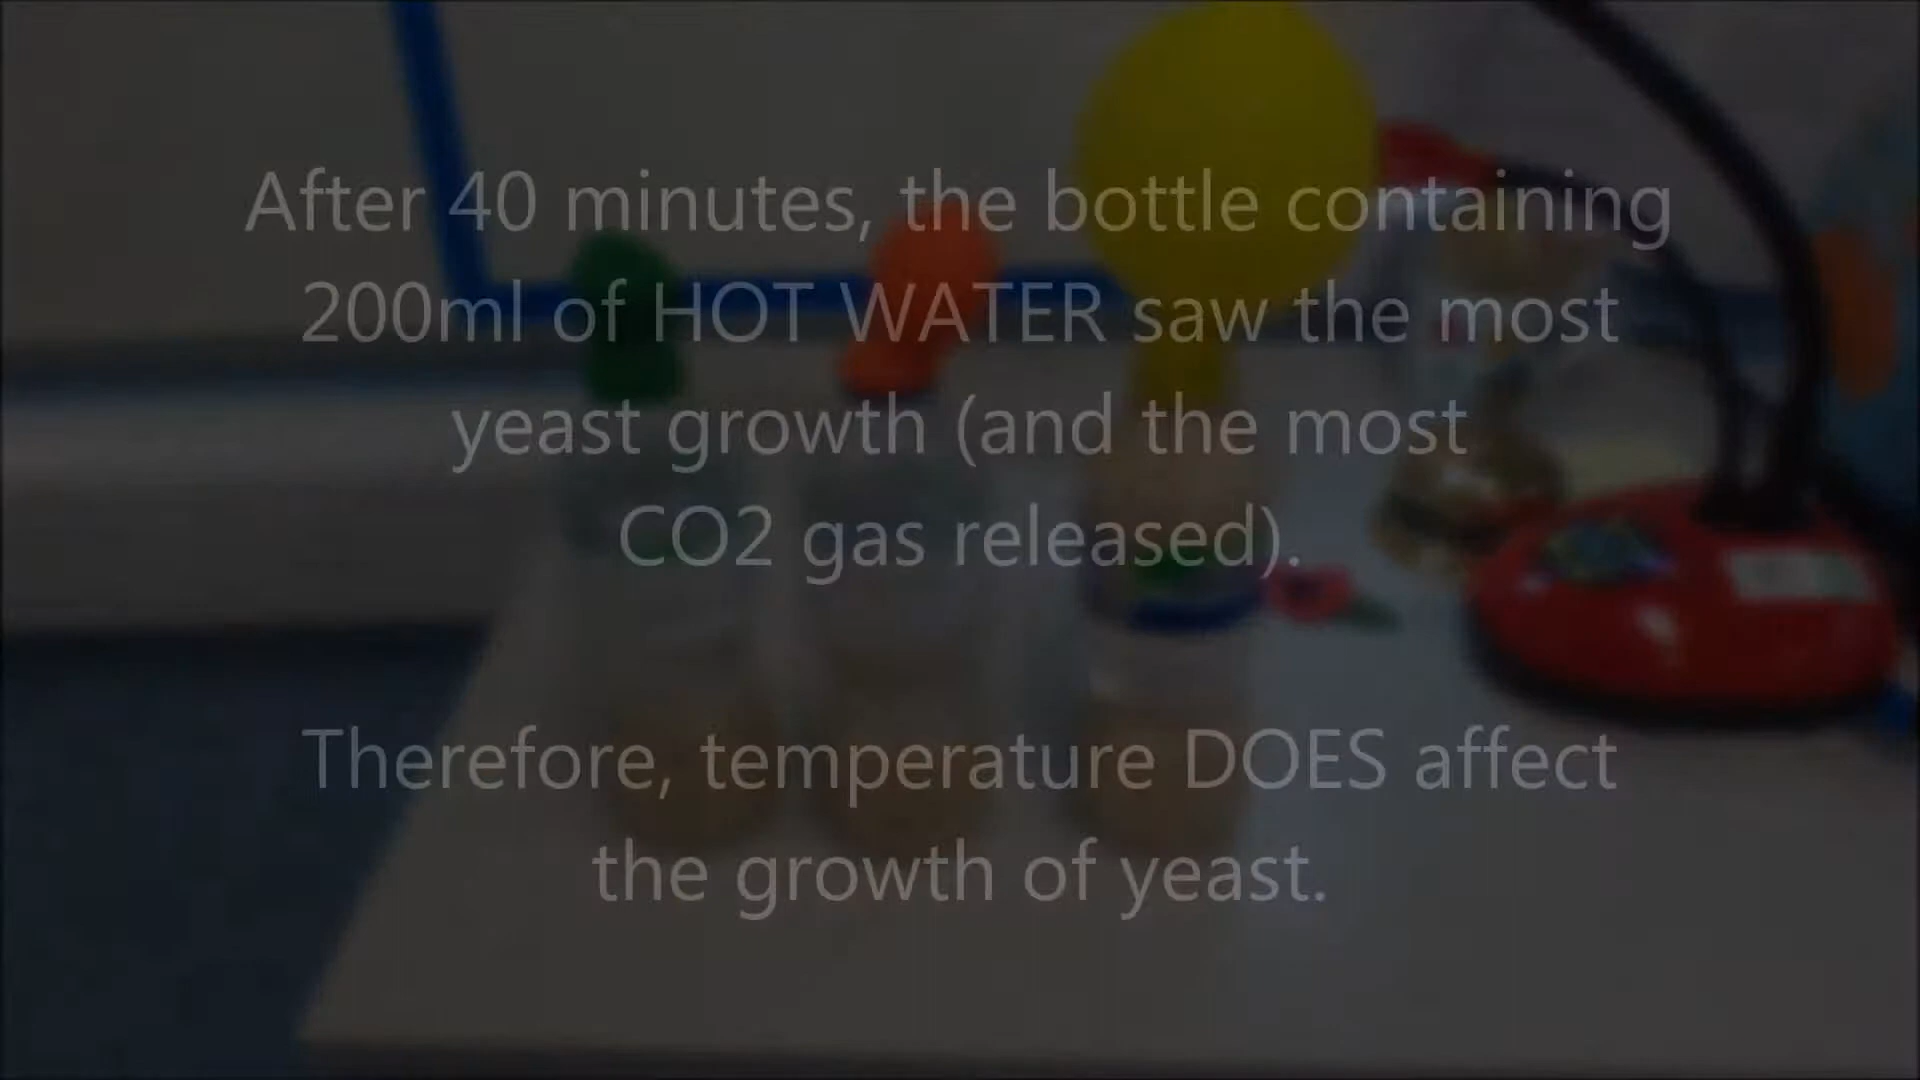 After 40 minutes, the bottle containing
200ml of HOT WATER saw the most
yeast growth (and the most
CO2 gas released).
Therefore, temperature DOES affect
the growth of yeast.